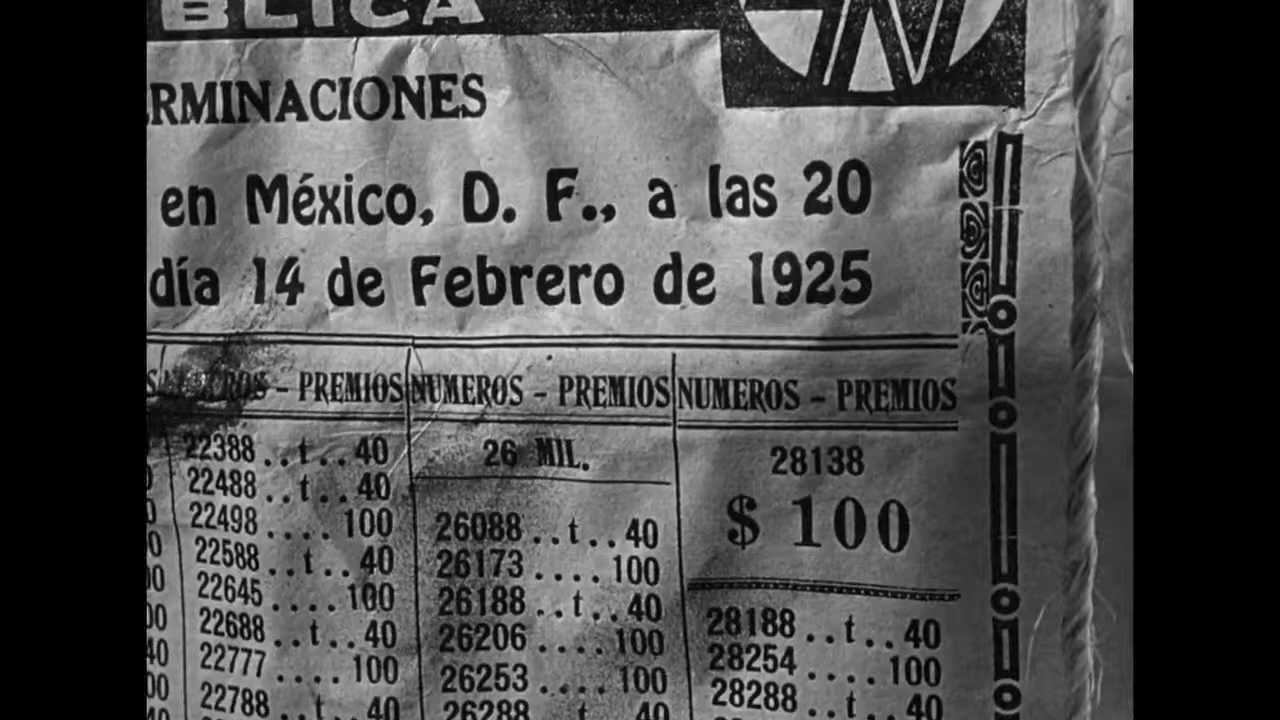 BLICA
RMINACIONES
en México, D. F., a las 20
día 14 de Febrero de 1925
PREMIOS NUMEROS - PREMIOS NUMEROS - PREMIOS
22388..t..40
22488..t..40
22498....100
22588..t..40
22645....100
22688..t..40
22777....100
22788..t..40
26 MIL.
26088..t..40
26173....100
26188..t..40
26206....100
26253....100
26288..t..40
28138
$ 100
28188..t..40
28254....100
28288..t..40